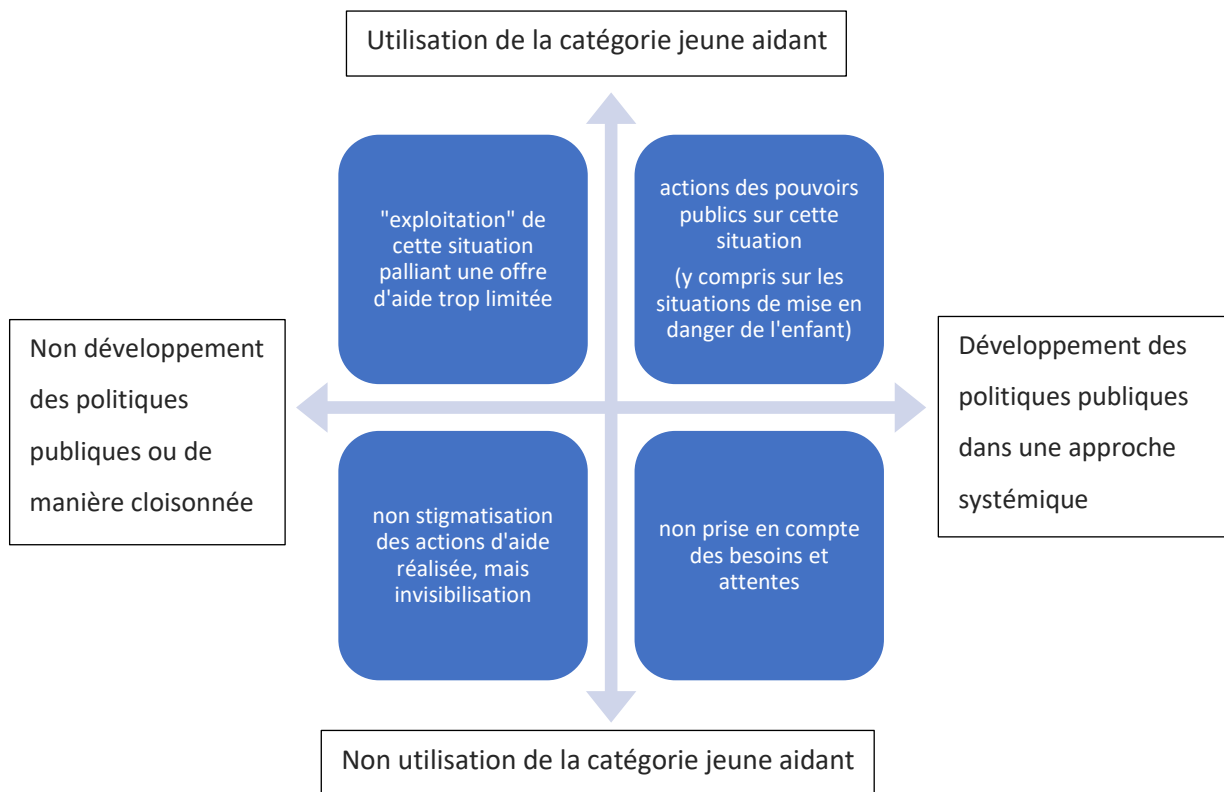 Utilisation de la catégorie jeune aidant
"exploitation" de
cette situation
palliant une offre
d'aide trop limitée
actions des pouvoirs
publics sur cette
situation
(y compris sur les
situations de mise en
danger de l'enfant)
Non développement
des politiques
publiques ou de
manière cloisonnée
Développement des
politiques publiques
dans une approche
systémique
non stigmatisation
des actions d'aide
réalisée, mais
invisibilisation
non prise en compte
des besoins et
attentes
Non utilisation de la catégorie jeune aidant